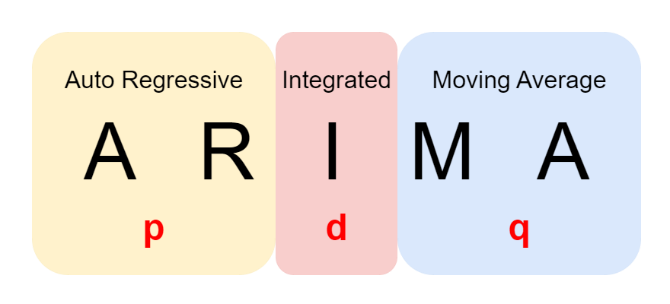 Auto Regressive Integrated Moving Average
A R I M A
p d q